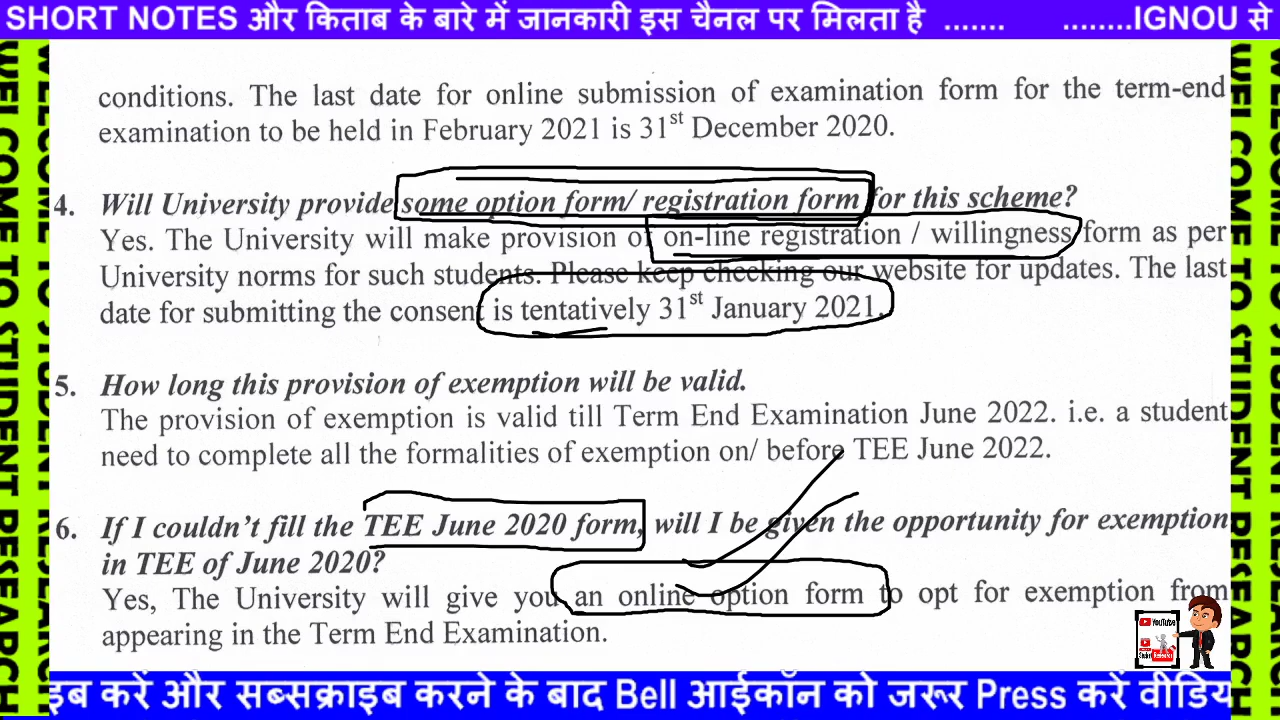 SHORT NOTES और किताब के बारे में जानकारी इस चैनल पर मिलता है ....... ........IGNOU से
conditions. The last date for online submission of examination form for the term-end
examination to be held in February 2021 is 31st December 2020.
4. Will University provide some option form/ registration form for this scheme?
Yes. The University will make provision of on-line registration / willingness form as per
University norms for such students. Please keep checking our website for updates. The last
date for submitting the consent is tentatively 31st January 2021.
5. How long this provision of exemption will be valid.
The provision of exemption is valid till Term End Examination June 2022. i.e. a student
need to complete all the formalities of exemption on/ before TEE June 2022.
6. If I couldn't fill the TEE June 2020 form, will I be given the opportunity for exemption
in TEE of June 2020?
Yes, The University will give you an online option form to opt for exemption from
appearing in the Term End Examination.
YouTube
इब करें और सब्सक्राइब करने के बाद Bell आईकॉन को जरूर Press करें वीडिय
WELCOME TO STUDENT RESEARCH
WELCOME TO STUDENT RESEARCH